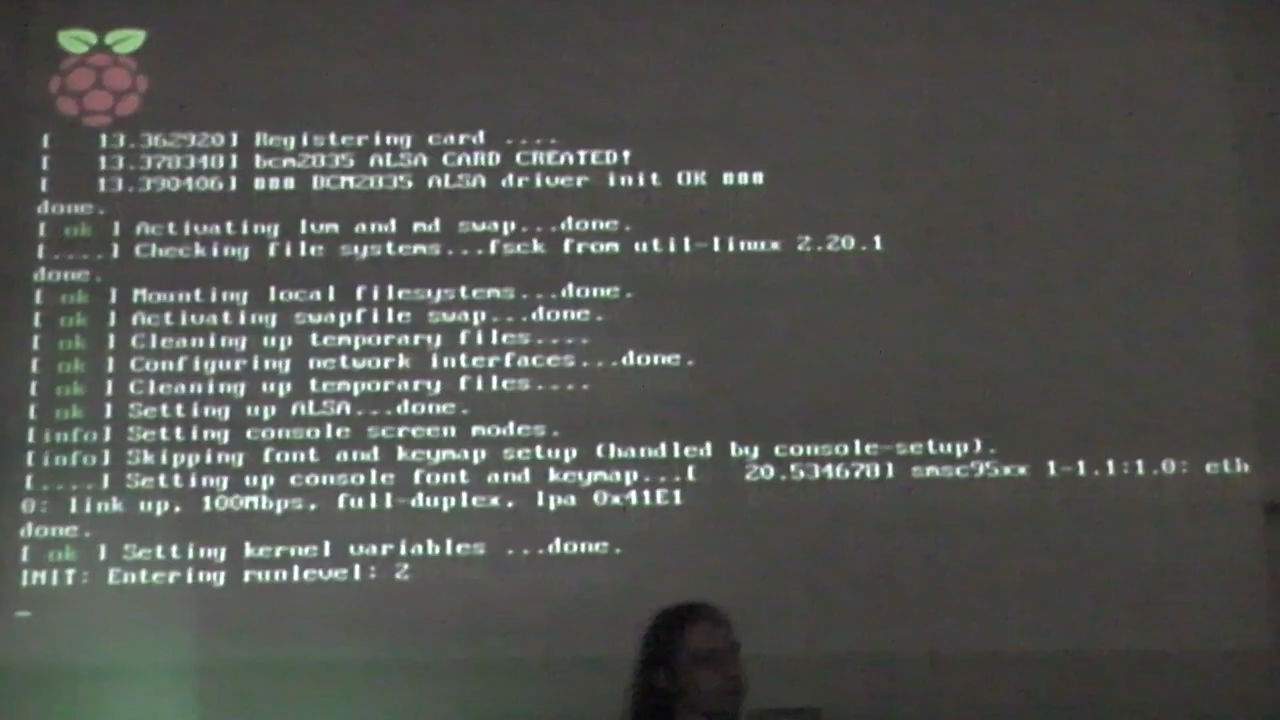 [   13.362920] Registering card ....
[   13.378348] bcm2835 ALSA CARD CREATED!
[   13.390406] ### BCM2835 ALSA driver init OK ###
done.
[ ok ] Activating lvm and md swap...done.
[....] Checking file systems...fsck from util-linux 2.20.1
done.
[ ok ] Mounting local filesystems...done.
[ ok ] Activating swapfile swap...done.
[ ok ] Cleaning up temporary files....
[ ok ] Configuring network interfaces...done.
[ ok ] Cleaning up temporary files....
[ ok ] Setting up ALSA...done.
[info] Setting console screen modes.
[info] Skipping font and keymap setup (handled by console-setup).
[....] Setting up console font and keymap...[   20.534678] smsc95xx 1-1.1:1.0: eth
0: link up, 100Mbps, full-duplex, lpa 0x41E1
done.
[ ok ] Setting kernel variables ...done.
INIT: Entering runlevel: 2